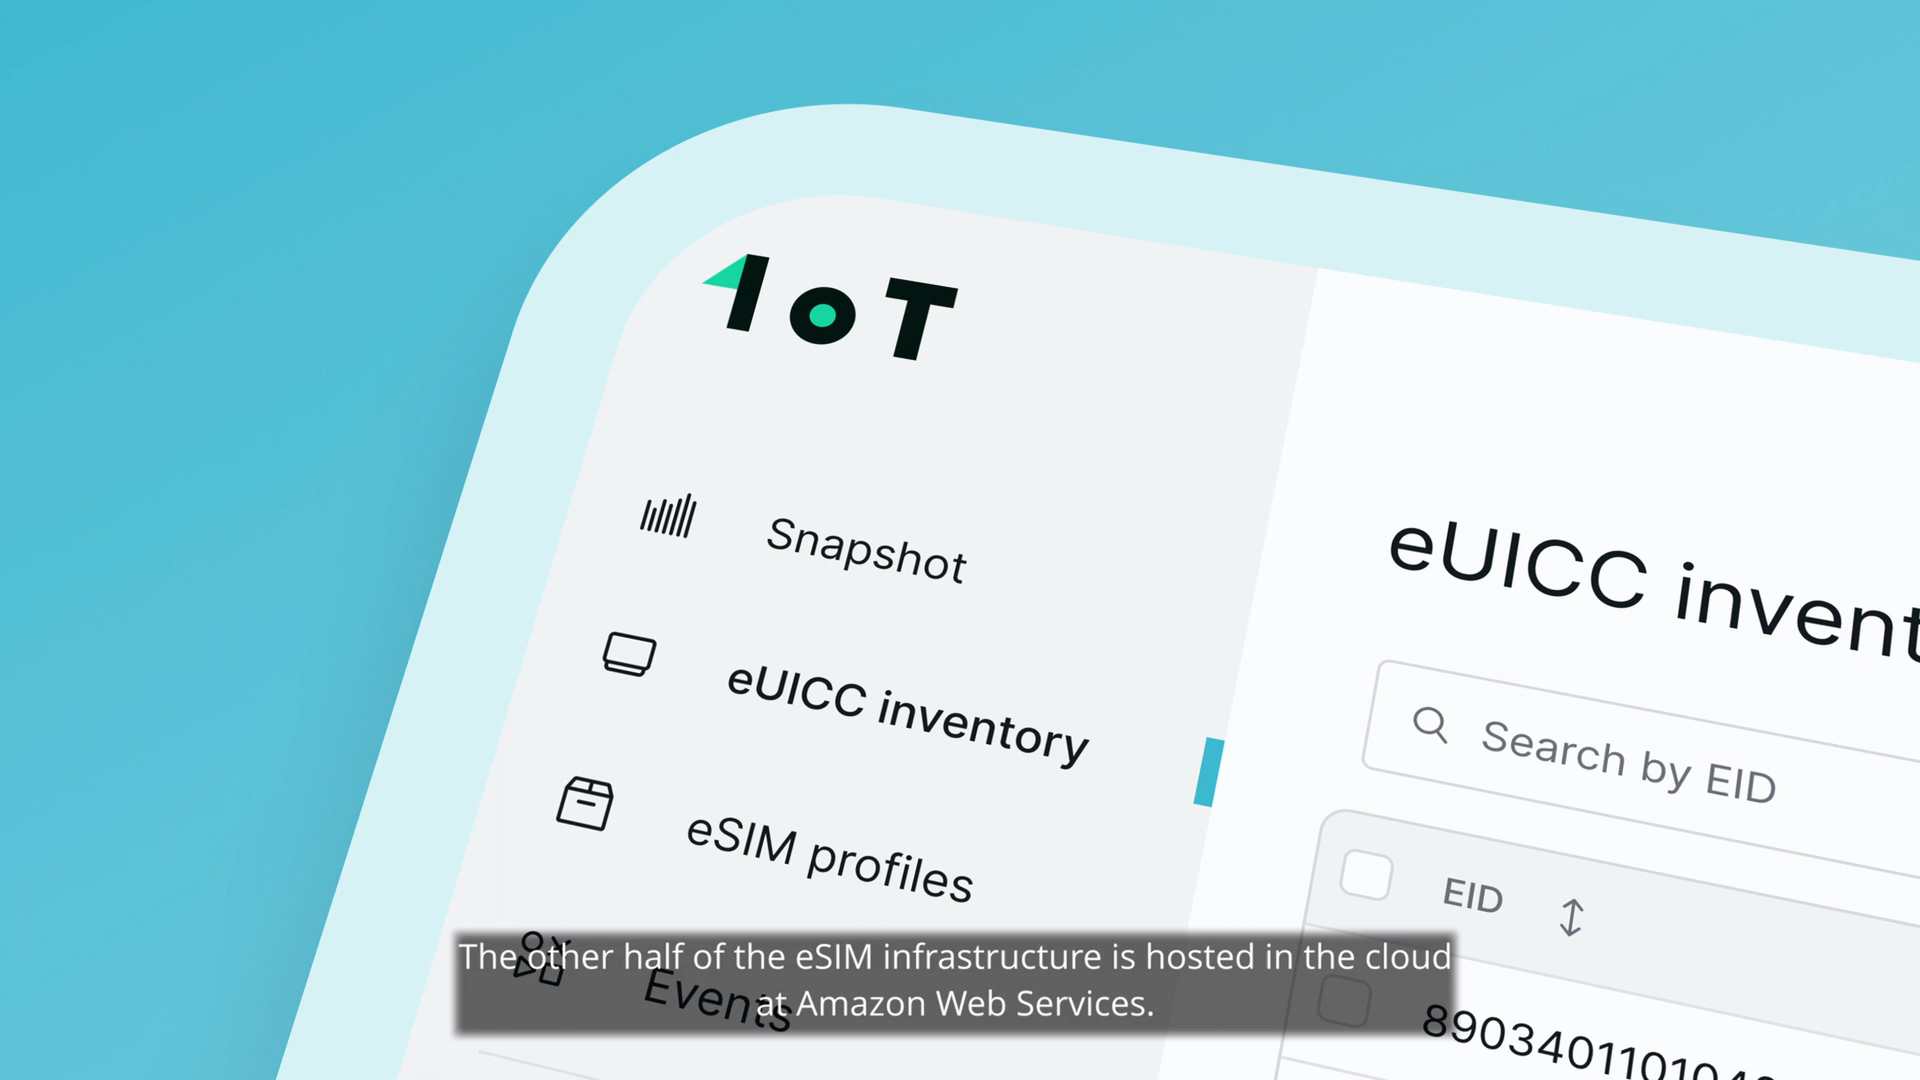 1oT
Snapshot
eUICC inventory
eSIM profiles
Events
eUICC
Search by EID
EID
The other half of the eSIM infrastructure is hosted in the cloud
at Amazon Web Services.